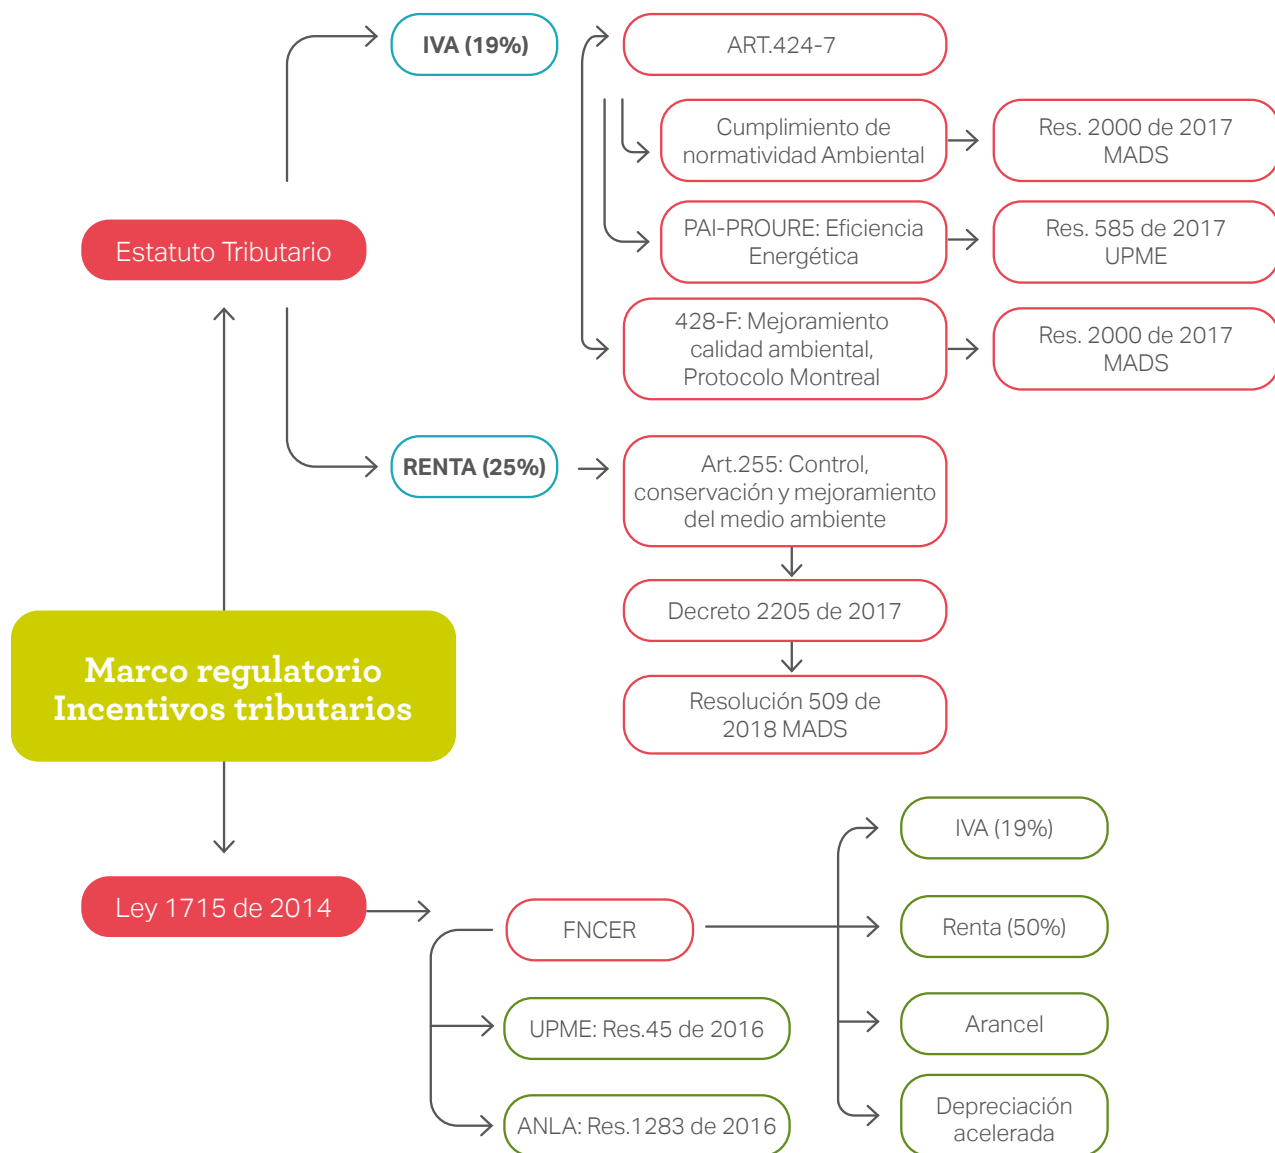 IVA (19%)
ART.424-7
Cumplimiento de
normatividad Ambiental
Res. 2000 de 2017
MADS
Estatuto Tributario
PAI-PROURE: Eficiencia
Energética
Res. 585 de 2017
UPME
428-F: Mejoramiento
calidad ambiental,
Protocolo Montreal
Res. 2000 de 2017
MADS
RENTA (25%)
Art.255: Control,
conservación y mejoramiento
del medio ambiente
Decreto 2205 de 2017
Resolución 509 de
2018 MADS
Marco regulatorio
Incentivos tributarios
Ley 1715 de 2014
FNCER
UPME: Res.45 de 2016
ANLA: Res.1283 de 2016
IVA (19%)
Renta (50%)
Arancel
Depreciación
acelerada